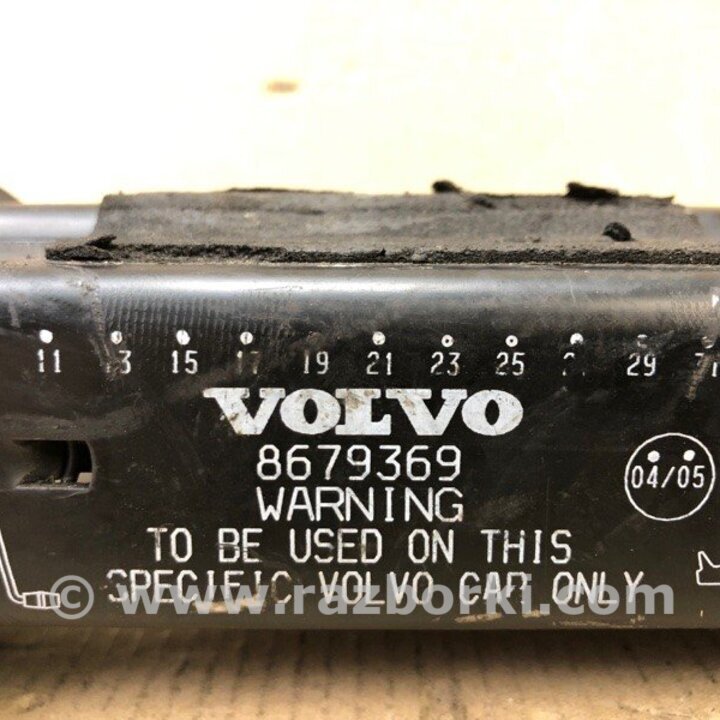 11 13 15 17 19 21 23 25 29
VOLVO
8679369
04/05
WARNING
TO BE USED ON THIS
SPECIFIC VOLVO CAR ONLY
© www.razborki.com